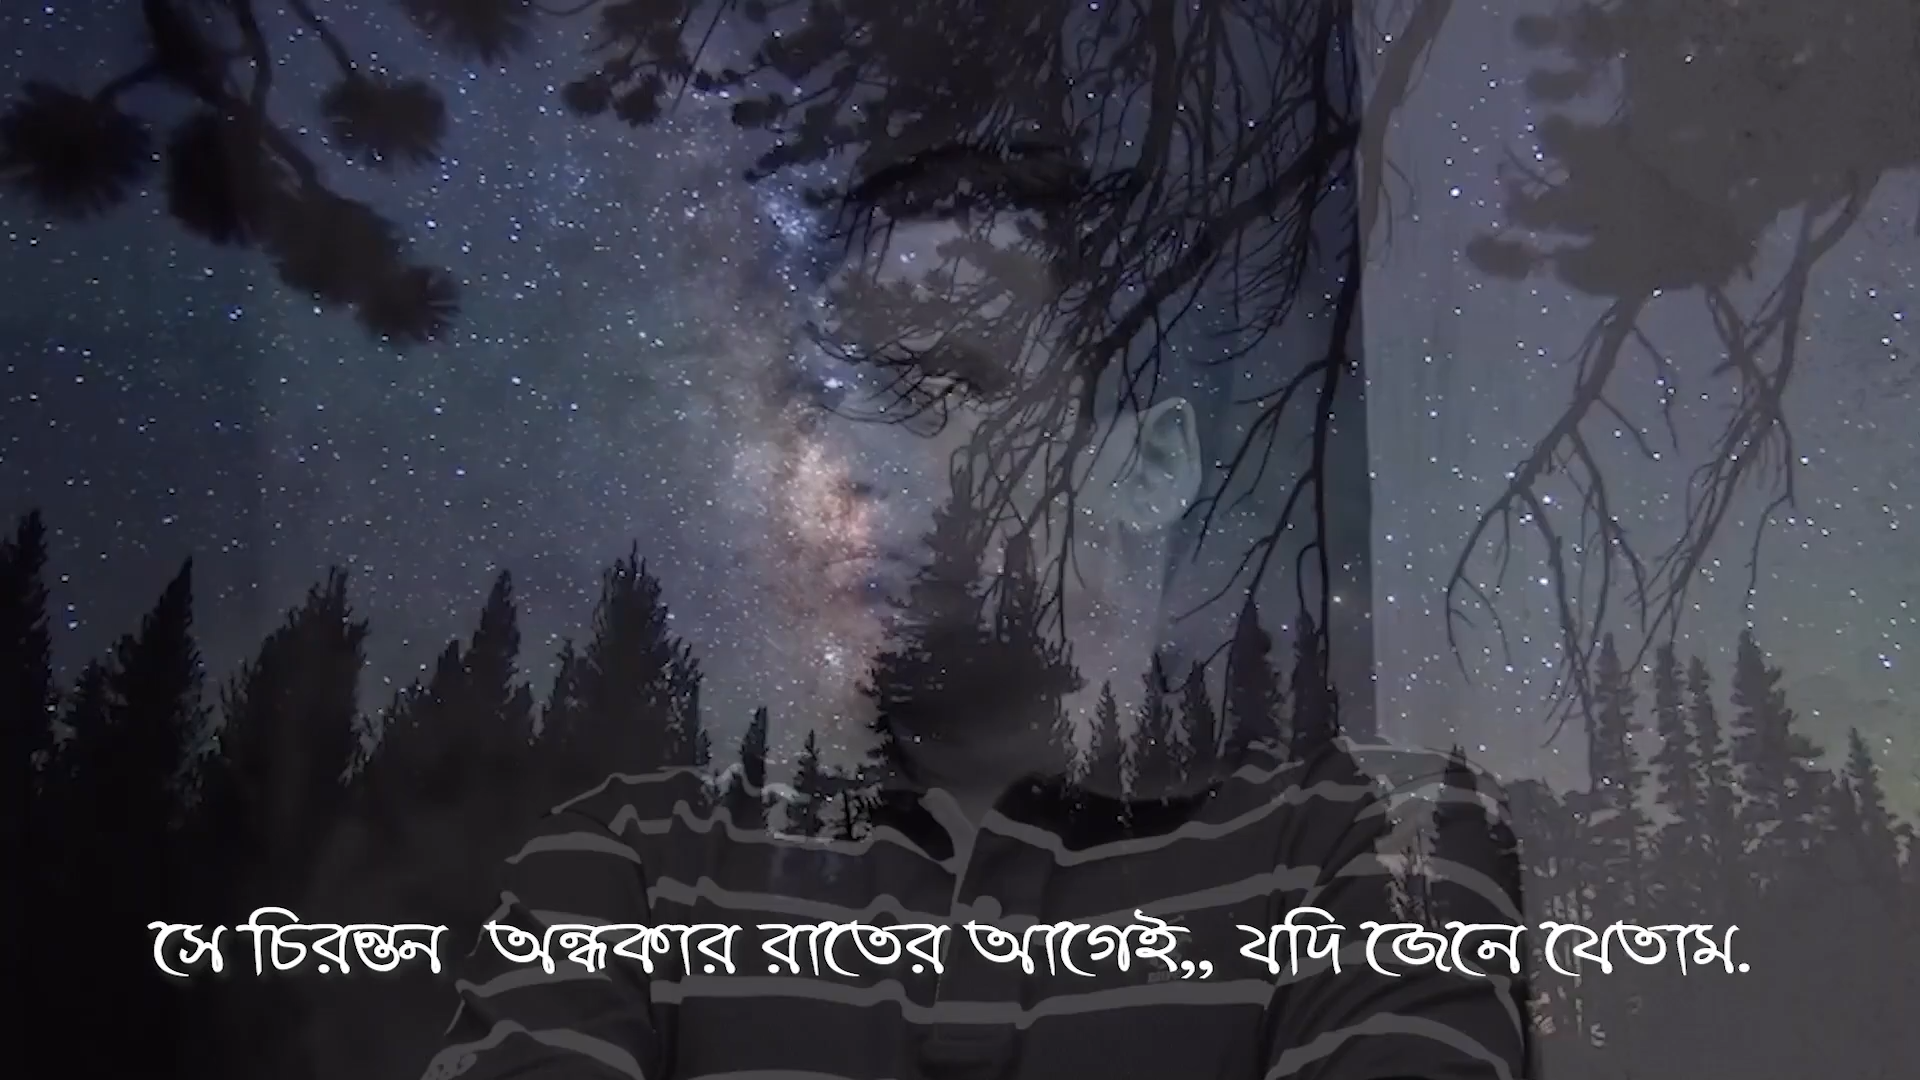 সে চিরন্তন অন্ধকার রাতের আগেই,, যদি জেনে যেতাম.